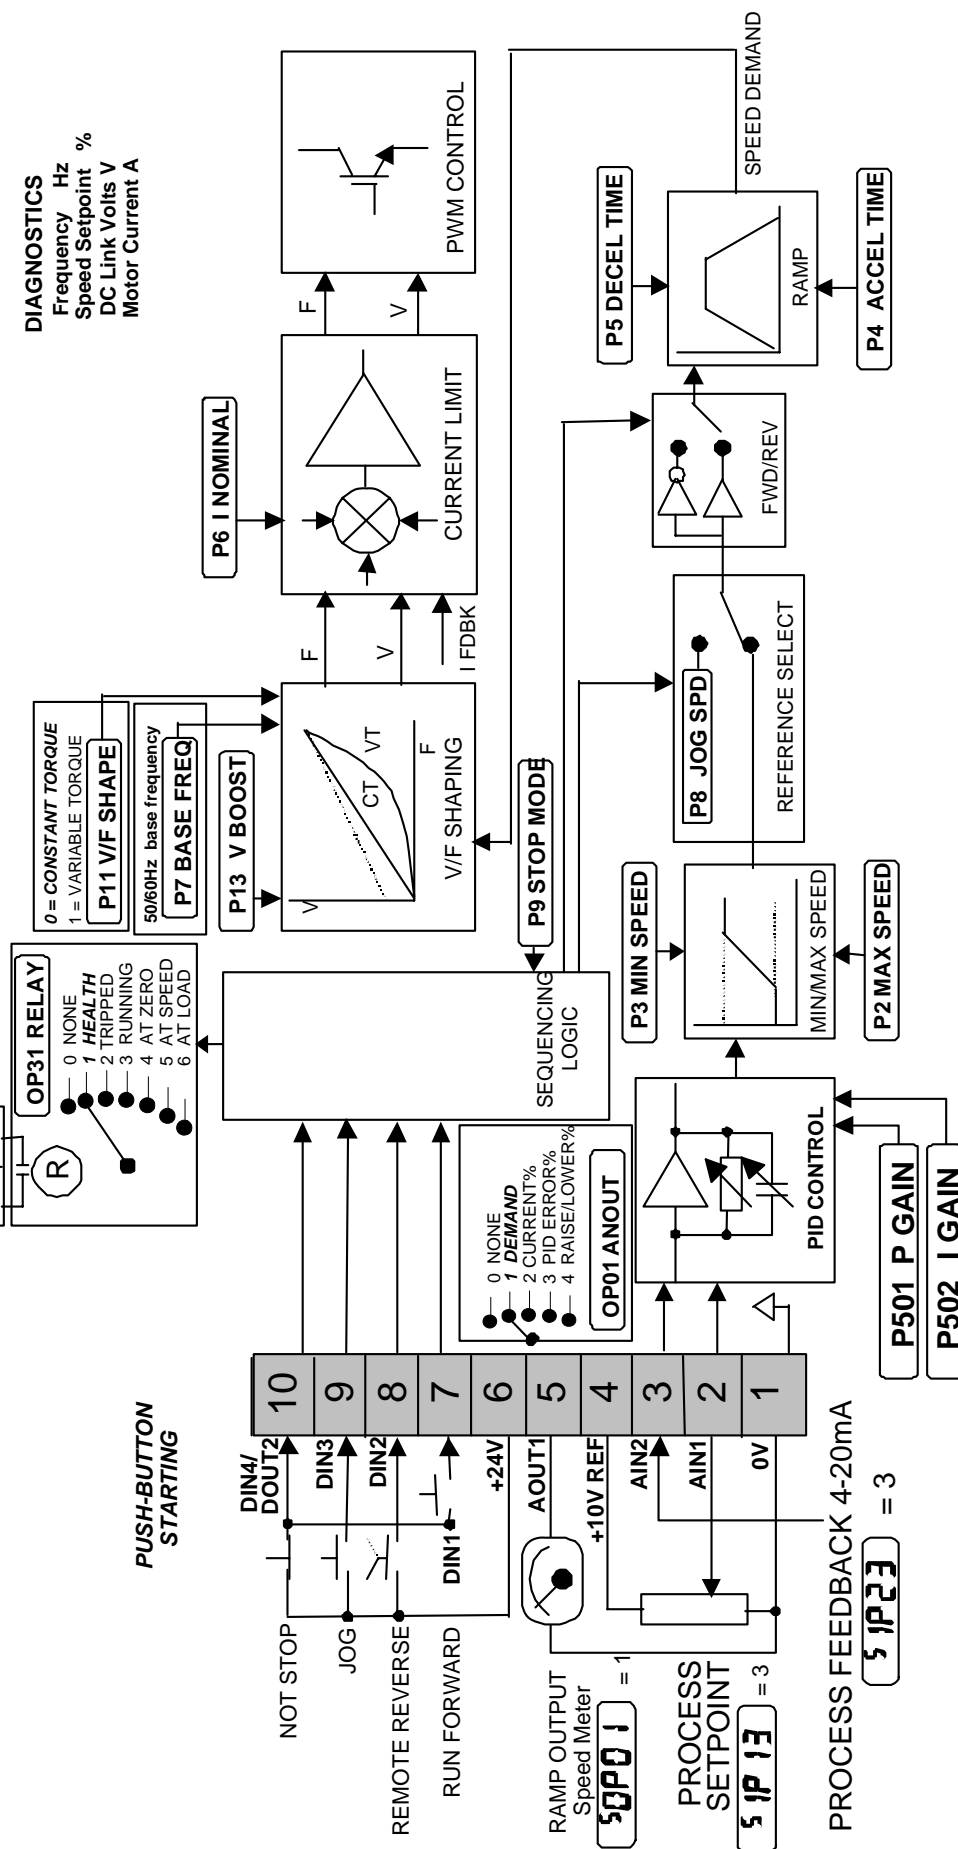 DIAGNOSTICS
Frequency Hz
Speed Setpoint %
DC Link Volts V
Motor Current A
PWM CONTROL
F
V
P6 I NOMINAL
CURRENT LIMIT
F
V
I FDBK
0 = CONSTANT TORQUE
1 = VARIABLE TORQUE
P11 V/F SHAPE
50/60Hz base frequency
P7 BASE FREQ
P13 V BOOST
V
CT
VT
F
V/F SHAPING
SPEED DEMAND
P5 DECEL TIME
RAMP
P4 ACCEL TIME
FWD/REV
P8 JOG SPD
REFERENCE SELECT
P9 STOP MODE
P3 MIN SPEED
MIN/MAX SPEED
P2 MAX SPEED
OP31 RELAY
0 NONE
1 HEALTH
2 TRIPPED
3 RUNNING
4 AT ZERO
5 AT SPEED
6 AT LOAD
R
SEQUENCING
LOGIC
0 NONE
1 DEMAND
2 CURRENT%
3 PID ERROR%
4 RAISE/LOWER%
OP01 ANOUT
PID CONTROL
P501 P GAIN
P502 I GAIN
PUSH-BUTTON
STARTING
DIN4/
DOUT2
10
DIN3
9
DIN2
8
DIN1
7
+24V
6
AOUT1
5
+10V REF
4
AIN2
3
AIN1
2
0V
1
NOT STOP
JOG
REMOTE REVERSE
RUN FORWARD
RAMP OUTPUT
Speed Meter
SOP01 = 1
PROCESS
SETPOINT
SIP13 = 3
PROCESS FEEDBACK 4-20mA
SIP23 = 3